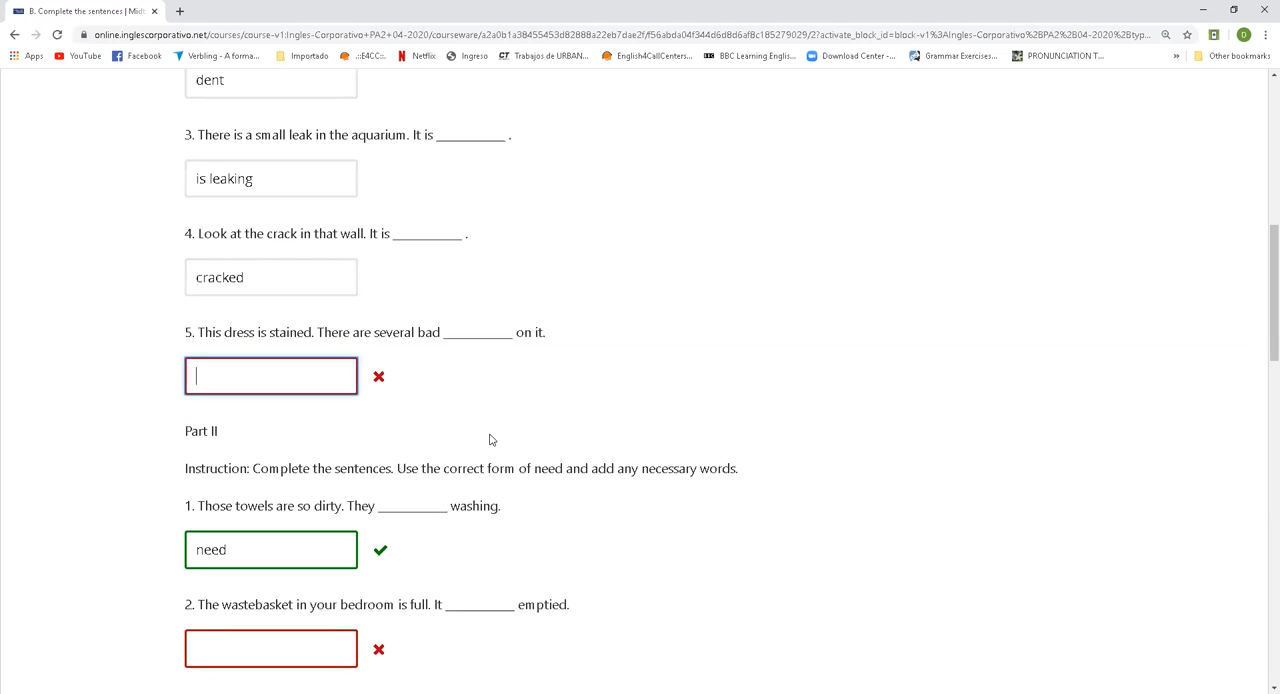 B. Complete the sentences | Midt
online.inglescorporativo.net/courses/course-v1:Ingles-Corporativo+PA2+04-2020/courseware/a2a0b1a38455453d82888a22eb7dae2f/f56abda04f344d6d8d6af8c185279029/2?activate_block_id=block-v1%3AIngles-Corporativo%2BPA2%2B04-2020%2Btyp...
D
Apps YouTube Facebook Verbling - A forma... Importado .::E4CC::. Netflix Ingreso CT Trabajos de URBAN... English4CallCenters... BBC BBC Learning Englis... Download Center -... Grammar Exercises... PRONUNCIATION T... » Other bookmarks
dent
3. There is a small leak in the aquarium. It is __________ .
is leaking
4. Look at the crack in that wall. It is __________ .
cracked
5. This dress is stained. There are several bad __________ on it.
Part II
Instruction: Complete the sentences. Use the correct form of need and add any necessary words.
1. Those towels are so dirty. They __________ washing.
need
2. The wastebasket in your bedroom is full. It __________ emptied.